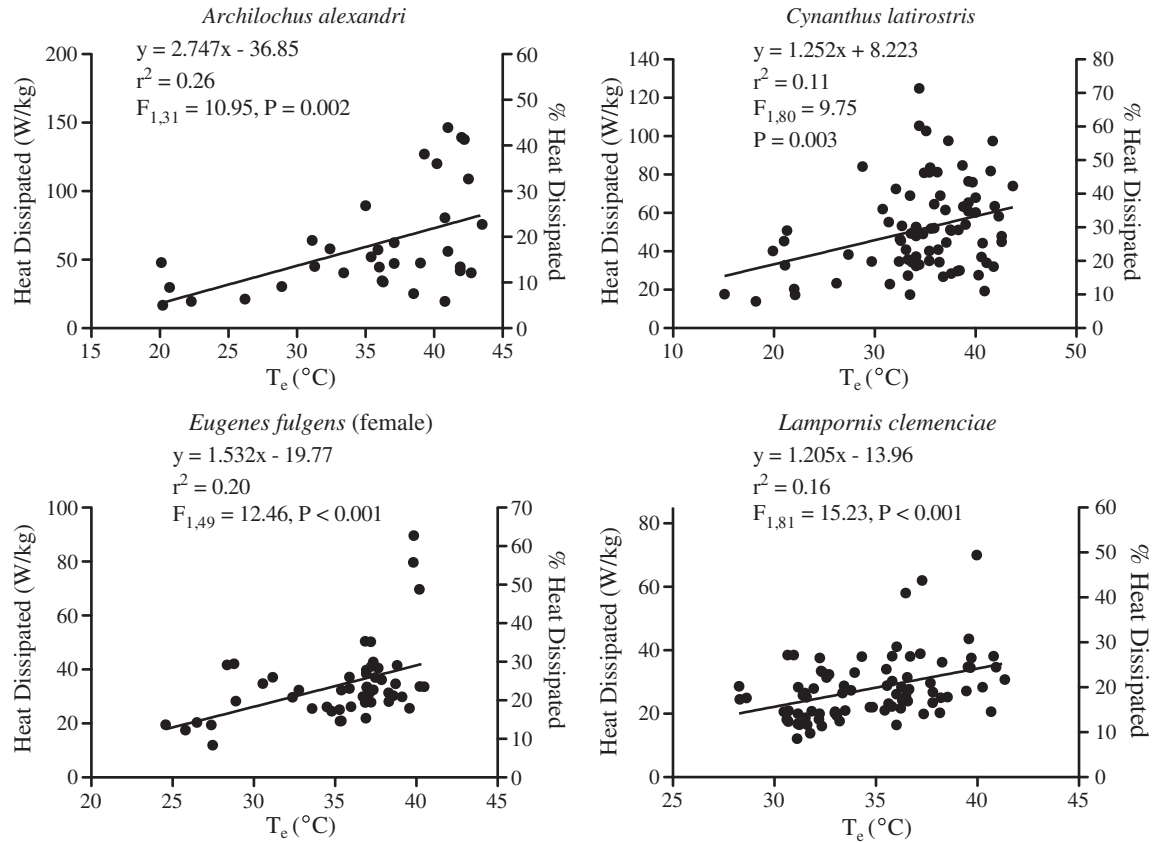 Archilochus alexandri
y = 2.747x - 36.85
r² = 0.26
F₁,₃₁ = 10.95, P = 0.002
Heat Dissipated (W/kg)
200
150
100
50
0
60
50
40
30
20
10
0
% Heat Dissipated
15 20 25 30 35 40 45
Tₑ (°C)
Cynanthus latirostris
y = 1.252x + 8.223
r² = 0.11
F₁,₈₀ = 9.75
P = 0.003
Heat Dissipated (W/kg)
140
120
100
80
60
40
20
0
80
70
60
50
40
30
20
10
0
% Heat Dissipated
10 20 30 40 50
Tₑ (°C)
Eugenes fulgens (female)
y = 1.532x - 19.77
r² = 0.20
F₁,₄₉ = 12.46, P < 0.001
Heat Dissipated (W/kg)
100
80
60
40
20
0
70
60
50
40
30
20
10
0
% Heat Dissipated
20 25 30 35 40 45
Tₑ (°C)
Lampornis clemenciae
y = 1.205x - 13.96
r² = 0.16
F₁,₈₁ = 15.23, P < 0.001
Heat Dissipated (W/kg)
80
60
40
20
0
60
50
40
30
20
10
0
% Heat Dissipated
25 30 35 40 45
Tₑ (°C)